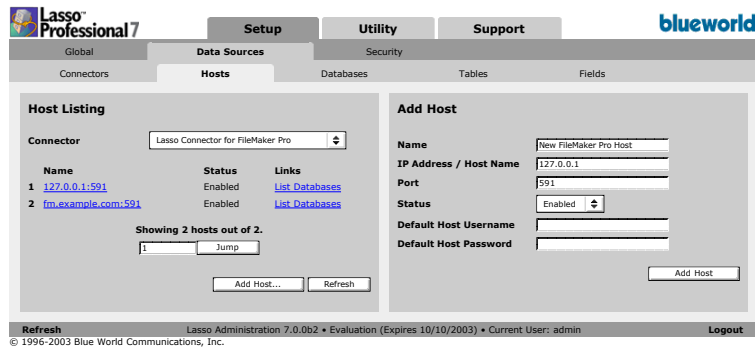 Lasso™
Professional 7
Setup Utility Support
blueworld
Global Data Sources Security
Connectors Hosts Databases Tables Fields
Host Listing
Connector Lasso Connector for FileMaker Pro
Name Status Links
1 127.0.0.1:591 Enabled List Databases
2 fm.example.com:591 Enabled List Databases
Showing 2 hosts out of 2.
1 Jump
Add Host... Refresh
Add Host
Name New FileMaker Pro Host
IP Address / Host Name 127.0.0.1
Port 591
Status Enabled
Default Host Username
Default Host Password
Add Host
Refresh Lasso Administration 7.0.0b2 • Evaluation (Expires 10/10/2003) • Current User: admin Logout
© 1996-2003 Blue World Communications, Inc.